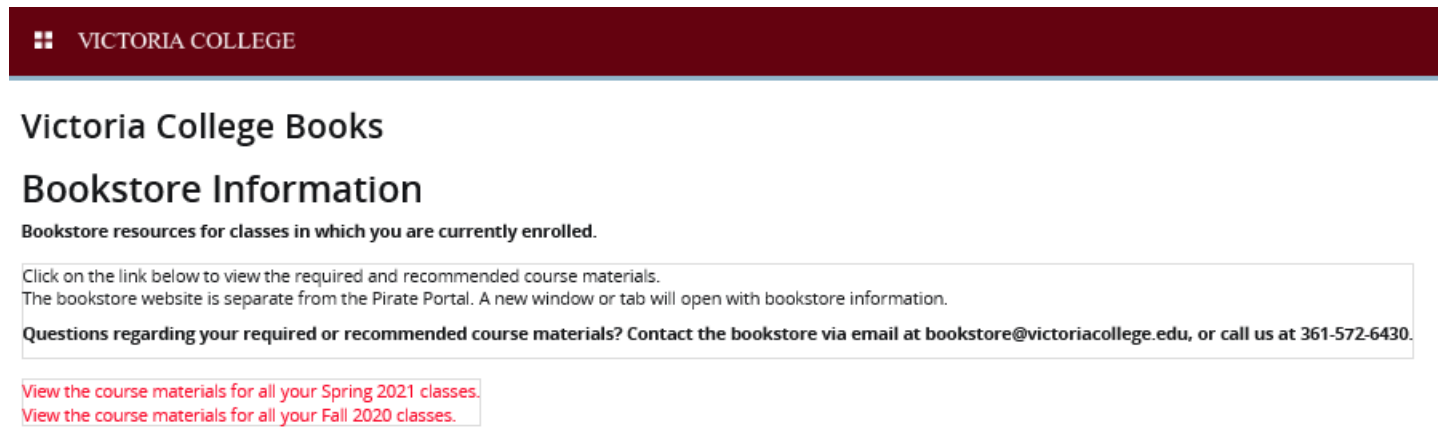 VICTORIA COLLEGE
Victoria College Books
Bookstore Information
Bookstore resources for classes in which you are currently enrolled.
Click on the link below to view the required and recommended course materials.
The bookstore website is separate from the Pirate Portal. A new window or tab will open with bookstore information.
Questions regarding your required or recommended course materials? Contact the bookstore via email at bookstore@victoriacollege.edu, or call us at 361-572-6430.
View the course materials for all your Spring 2021 classes.
View the course materials for all your Fall 2020 classes.